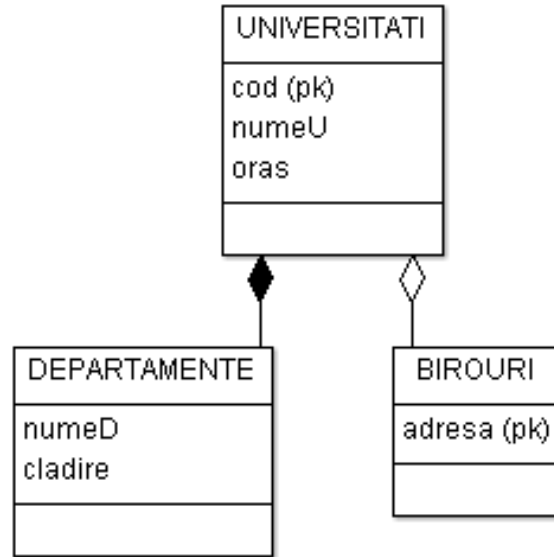 UNIVERSITATI
cod (pk)
numeU
oras
DEPARTAMENTE
numeD
cladire
BIROURI
adresa (pk)